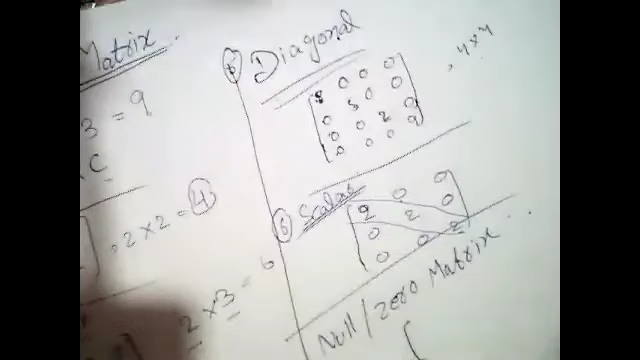 Matrix
3 = 9
C
, 2 × 2 = 4
2 × 3 = 6
Diagonal
0 0 0
0 5 0 0
0 0 2 0
0 0 0 9
, 4×4
Scalar
2 0 0
0 2 0
0 0 2
Null/zero Matrix